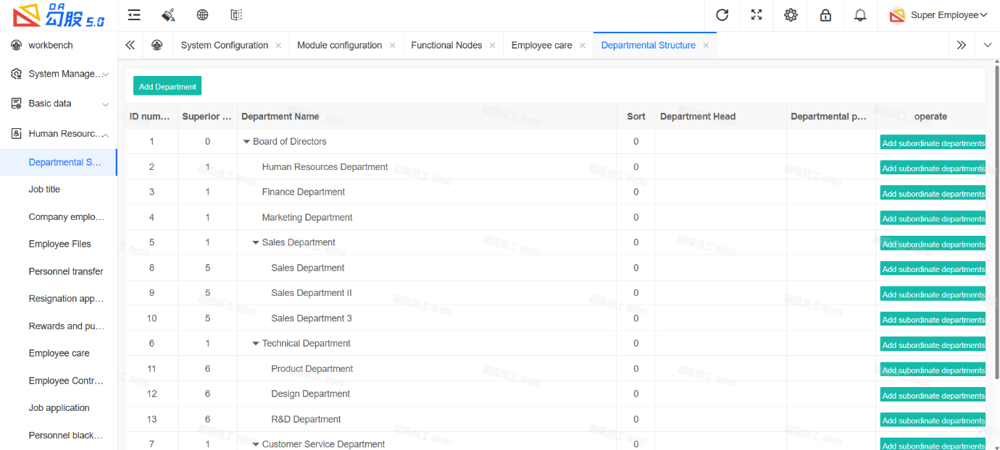 OA
勾股 5.0
Super Employee
workbench
System Manage...
Basic data
Human Resourc...
Departmental S...
Job title
Company emplo...
Employee Files
Personnel transfer
Resignation app...
Rewards and pu...
Employee care
Employee Contr...
Job application
Personnel black...
System Configuration
Module configuration
Functional Nodes
Employee care
Departmental Structure
Add Department
ID num... Superior ... Department Name Sort Department Head Departmental p... operate
1 0 Board of Directors 0 Add subordinate departments
2 1 Human Resources Department 0 Add subordinate departments
3 1 Finance Department 0 Add subordinate departments
4 1 Marketing Department 0 Add subordinate departments
5 1 Sales Department 0 Add subordinate departments
8 5 Sales Department 0 Add subordinate departments
9 5 Sales Department II 0 Add subordinate departments
10 5 Sales Department 3 0 Add subordinate departments
6 1 Technical Department 0 Add subordinate departments
11 6 Product Department 0 Add subordinate departments
12 6 Design Department 0 Add subordinate departments
13 6 R&D Department 0 Add subordinate departments
7 1 Customer Service Department 0 Add subordinate departments
超级员工 8000